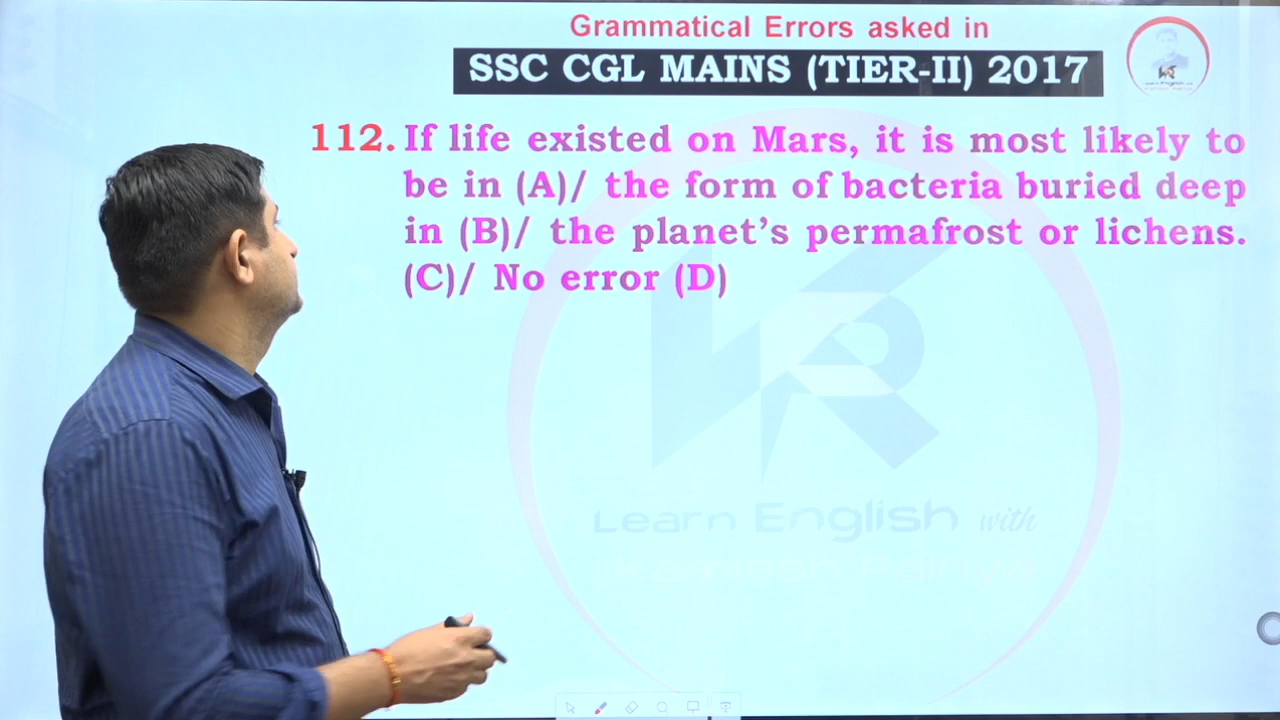 Grammatical Errors asked in
SSC CGL MAINS (TIER-II) 2017
112. If life existed on Mars, it is most likely to
be in (A)/ the form of bacteria buried deep
in (B)/ the planet's permafrost or lichens.
(C)/ No error (D)
Learn English with